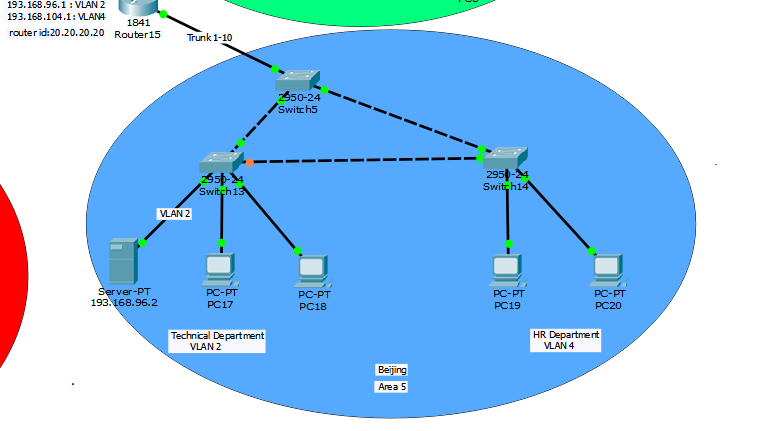 193.168.96.1 : VLAN 2
193.168.104.1 : VLAN4
router id:20.20.20.20
1841
Router15
Trunk 1-10
2950-24
Switch5
2950-24
Switch13
2950-24
Switch14
VLAN 2
Server-PT
193.168.96.2
PC-PT
PC17
PC-PT
PC18
PC-PT
PC19
PC-PT
PC20
Technical Department
VLAN 2
HR Department
VLAN 4
Beijing
Area 5